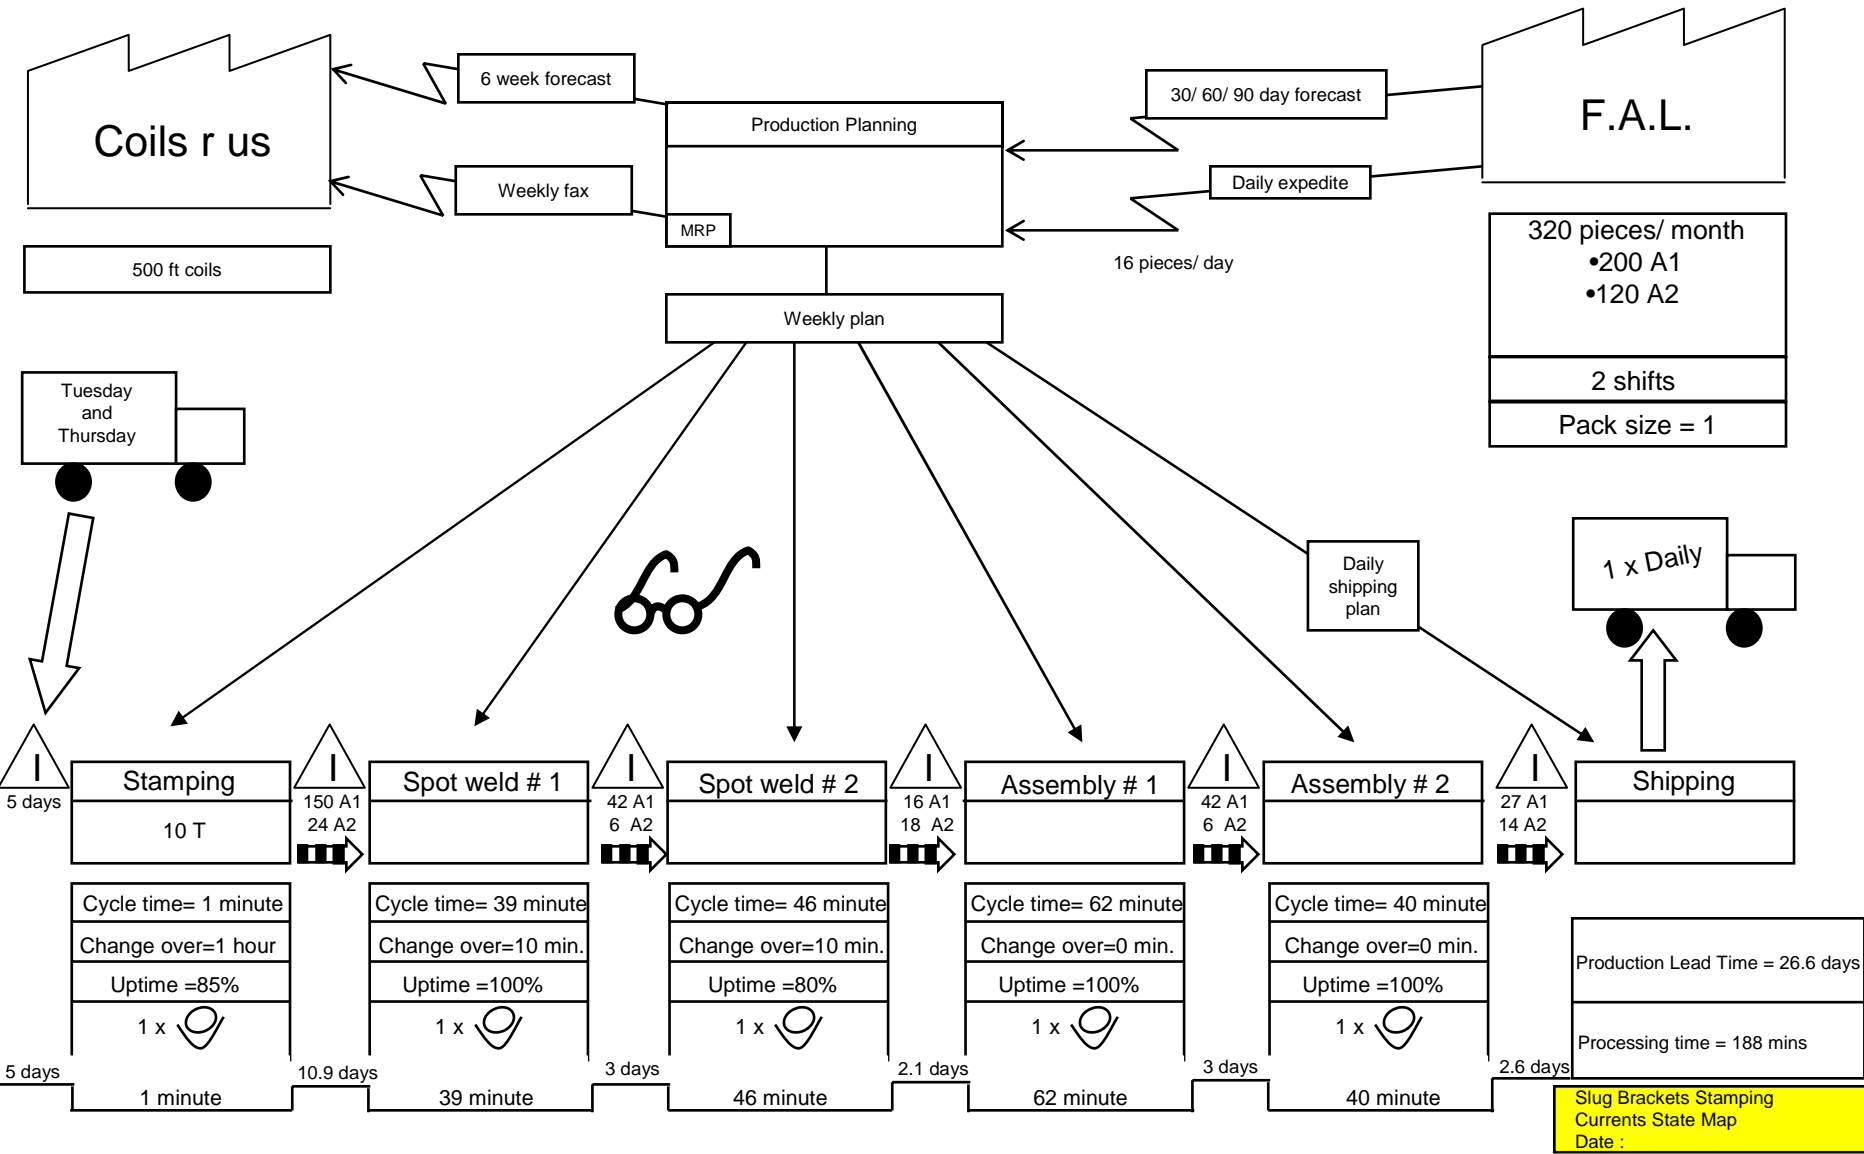 Coils r us
6 week forecast
Weekly fax
500 ft coils
Production Planning
MRP
Weekly plan
30/ 60/ 90 day forecast
Daily expedite
16 pieces/ day
F.A.L.
320 pieces/ month
•200 A1
•120 A2
2 shifts
Pack size = 1
Tuesday
and
Thursday
Daily
shipping
plan
1 x Daily
I
5 days
Stamping
10 T
I
150 A1
24 A2
Spot weld # 1
I
42 A1
6 A2
Spot weld # 2
I
16 A1
18 A2
Assembly # 1
I
42 A1
6 A2
Assembly # 2
I
27 A1
14 A2
Shipping
Cycle time= 1 minute
Change over=1 hour
Uptime =85%
1 x
Cycle time= 39 minute
Change over=10 min.
Uptime =100%
1 x
Cycle time= 46 minute
Change over=10 min.
Uptime =80%
1 x
Cycle time= 62 minute
Change over=0 min.
Uptime =100%
1 x
Cycle time= 40 minute
Change over=0 min.
Uptime =100%
1 x
Production Lead Time = 26.6 days
Processing time = 188 mins
5 days
1 minute
10.9 days
39 minute
3 days
46 minute
2.1 days
62 minute
3 days
40 minute
2.6 days
Slug Brackets Stamping
Currents State Map
Date :